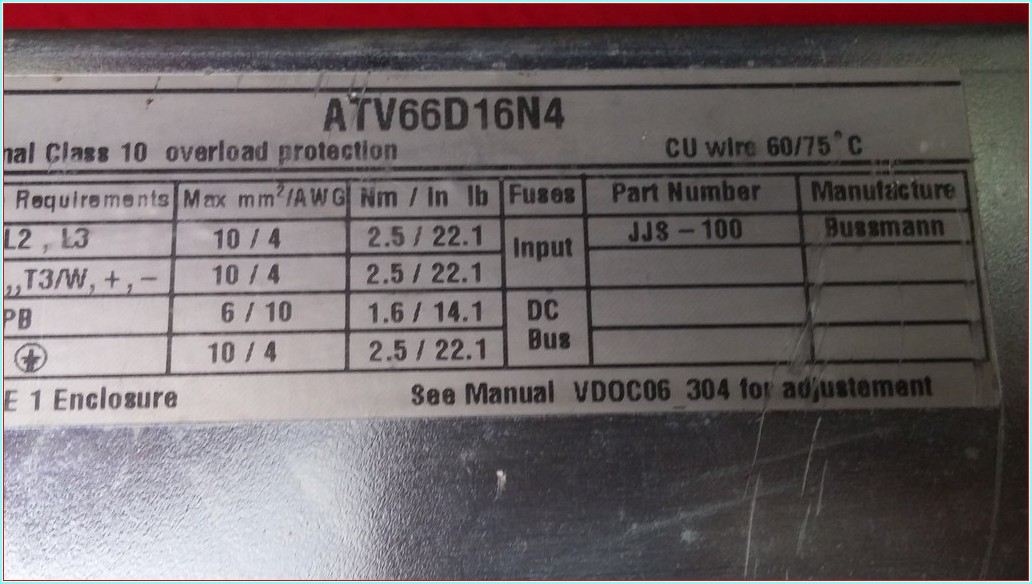 ATV66D16N4
nal Class 10 overload protection CU wire 60/75°C
Requirements Max mm²/AWG Nm / In lb Fuses Part Number Manufacture
L2 , L3 10 / 4 2.5 / 22.1 Input JJS – 100 Bussmann
,,T3/W, + , – 10 / 4 2.5 / 22.1
PB 6 / 10 1.6 / 14.1 DC
10 / 4 2.5 / 22.1 Bus
E 1 Enclosure See Manual VDOC06_304 for adjustement